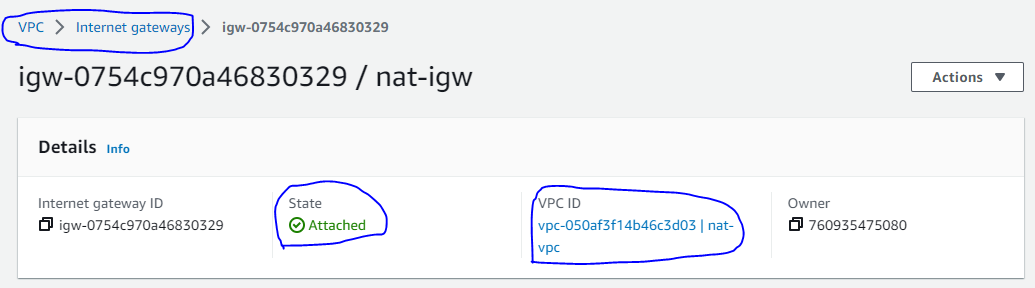 VPC > Internet gateways > igw-0754c970a46830329
igw-0754c970a46830329 / nat-igw
Actions
Details Info
Internet gateway ID
igw-0754c970a46830329
State
Attached
VPC ID
vpc-050af3f14b46c3d03 | nat-
vpc
Owner
760935475080